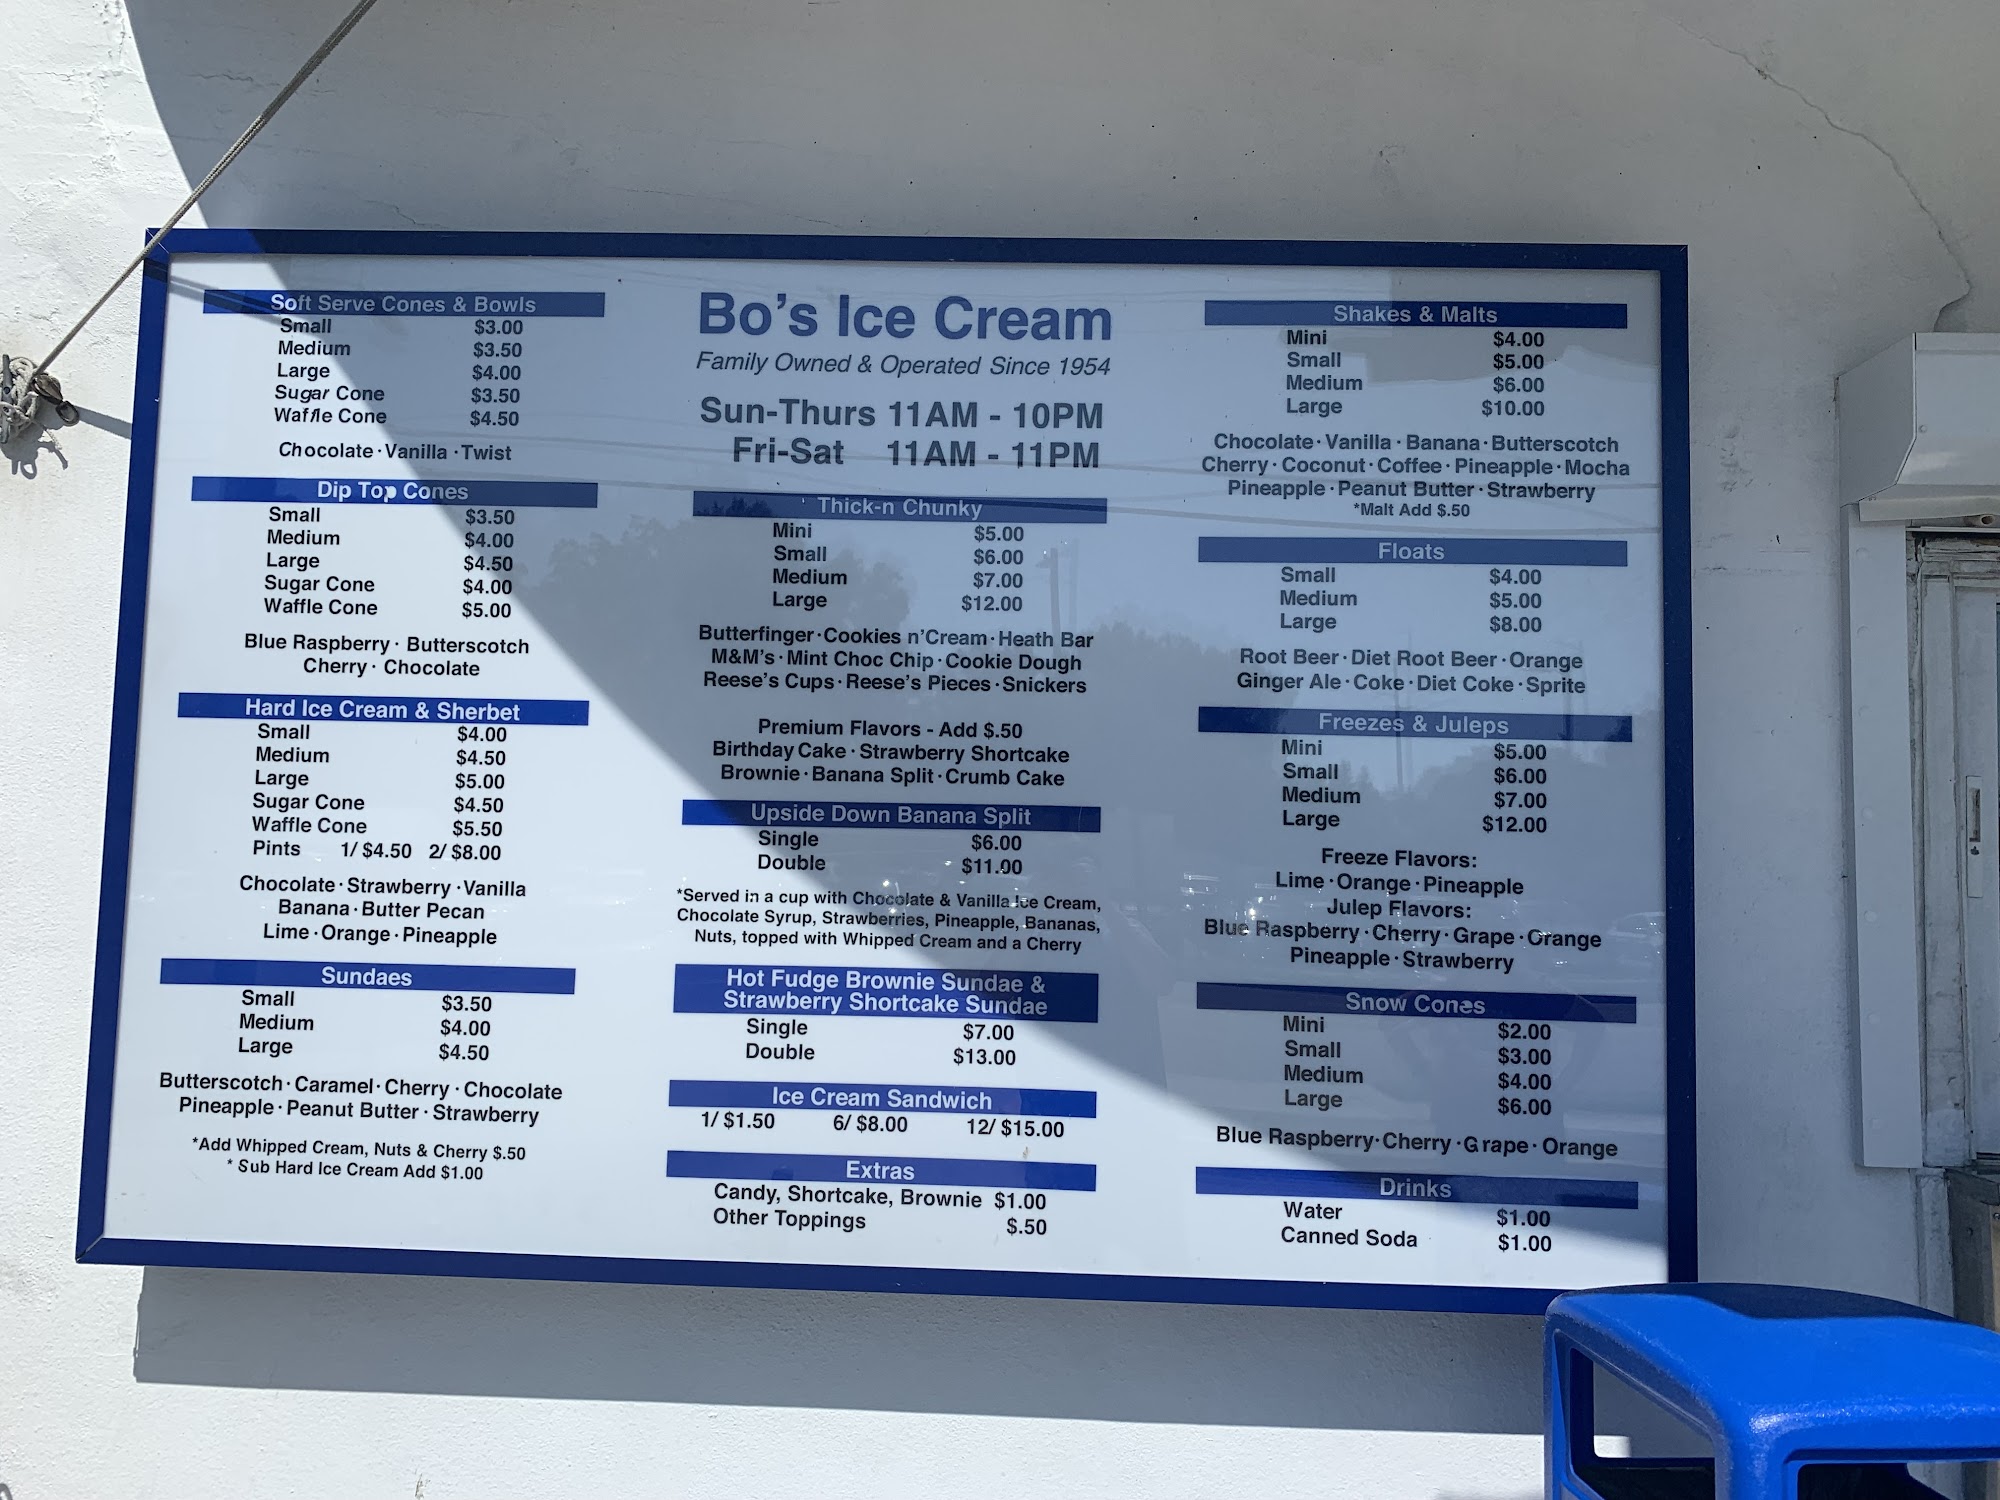 Soft Serve Cones & Bowls
Small $3.00
Medium $3.50
Large $4.00
Sugar Cone $3.50
Waffle Cone $4.50
Chocolate · Vanilla · Twist
Dip Top Cones
Small $3.50
Medium $4.00
Large $4.50
Sugar Cone $4.00
Waffle Cone $5.00
Blue Raspberry · Butterscotch
Cherry · Chocolate
Hard Ice Cream & Sherbet
Small $4.00
Medium $4.50
Large $5.00
Sugar Cone $4.50
Waffle Cone $5.50
Pints 1/ $4.50 2/ $8.00
Chocolate · Strawberry · Vanilla
Banana · Butter Pecan
Lime · Orange · Pineapple
Sundaes
Small $3.50
Medium $4.00
Large $4.50
Butterscotch · Caramel · Cherry · Chocolate
Pineapple · Peanut Butter · Strawberry
*Add Whipped Cream, Nuts & Cherry $.50
* Sub Hard Ice Cream Add $1.00
Bo's Ice Cream
Family Owned & Operated Since 1954
Sun-Thurs 11AM - 10PM
Fri-Sat 11AM - 11PM
Thick-n Chunky
Mini $5.00
Small $6.00
Medium $7.00
Large $12.00
Butterfinger · Cookies n'Cream · Heath Bar
M&M's · Mint Choc Chip · Cookie Dough
Reese's Cups · Reese's Pieces · Snickers
Premium Flavors - Add $.50
Birthday Cake · Strawberry Shortcake
Brownie · Banana Split · Crumb Cake
Upside Down Banana Split
Single $6.00
Double $11.00
*Served in a cup with Chocolate & Vanilla Ice Cream,
Chocolate Syrup, Strawberries, Pineapple, Bananas,
Nuts, topped with Whipped Cream and a Cherry
Hot Fudge Brownie Sundae &
Strawberry Shortcake Sundae
Single $7.00
Double $13.00
Ice Cream Sandwich
1/ $1.50 6/ $8.00 12/ $15.00
Extras
Candy, Shortcake, Brownie $1.00
Other Toppings $.50
Shakes & Malts
Mini $4.00
Small $5.00
Medium $6.00
Large $10.00
Chocolate · Vanilla · Banana · Butterscotch
Cherry · Coconut · Coffee · Pineapple · Mocha
Pineapple · Peanut Butter · Strawberry
*Malt Add $.50
Floats
Small $4.00
Medium $5.00
Large $8.00
Root Beer · Diet Root Beer · Orange
Ginger Ale · Coke · Diet Coke · Sprite
Freezes & Juleps
Mini $5.00
Small $6.00
Medium $7.00
Large $12.00
Freeze Flavors:
Lime · Orange · Pineapple
Julep Flavors:
Blue Raspberry · Cherry · Grape · Orange
Pineapple · Strawberry
Snow Cones
Mini $2.00
Small $3.00
Medium $4.00
Large $6.00
Blue Raspberry · Cherry · Grape · Orange
Drinks
Water $1.00
Canned Soda $1.00